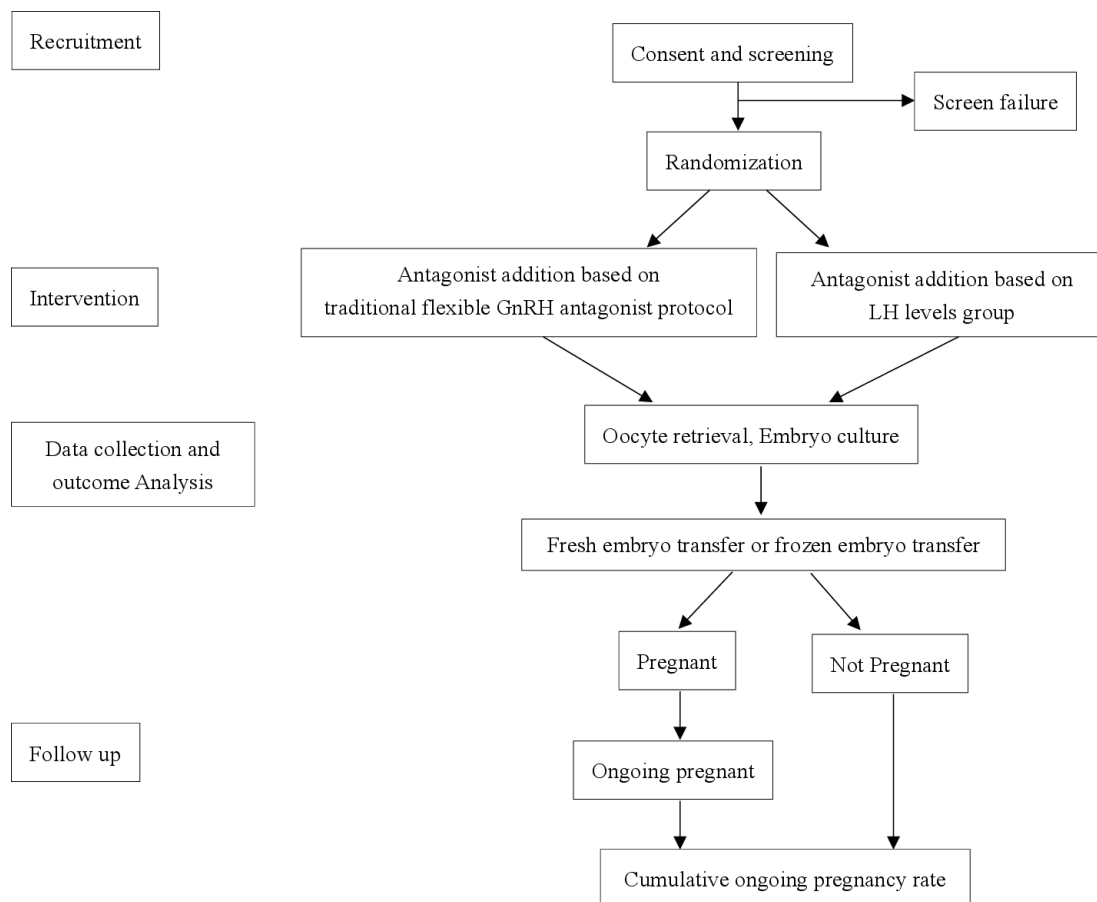 Recruitment
Consent and screening
Screen failure
Randomization
Intervention
Antagonist addition based on
traditional flexible GnRH antagonist protocol
Antagonist addition based on
LH levels group
Data collection and
outcome Analysis
Oocyte retrieval, Embryo culture
Fresh embryo transfer or frozen embryo transfer
Pregnant
Not Pregnant
Follow up
Ongoing pregnant
Cumulative ongoing pregnancy rate